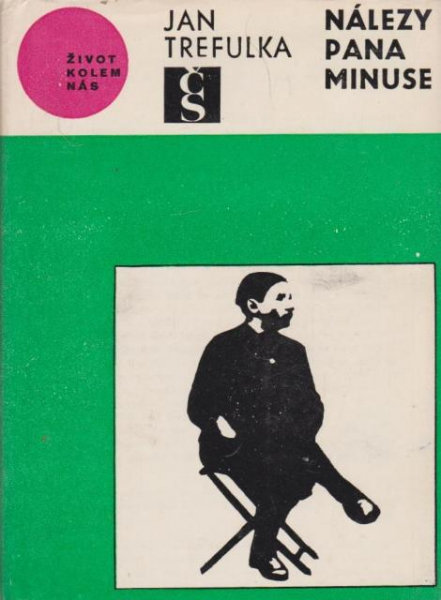 ŽIVOT
KOLEM
NÁS
JAN
TREFULKA
ČS
NÁLEZY
PANA
MINUSE